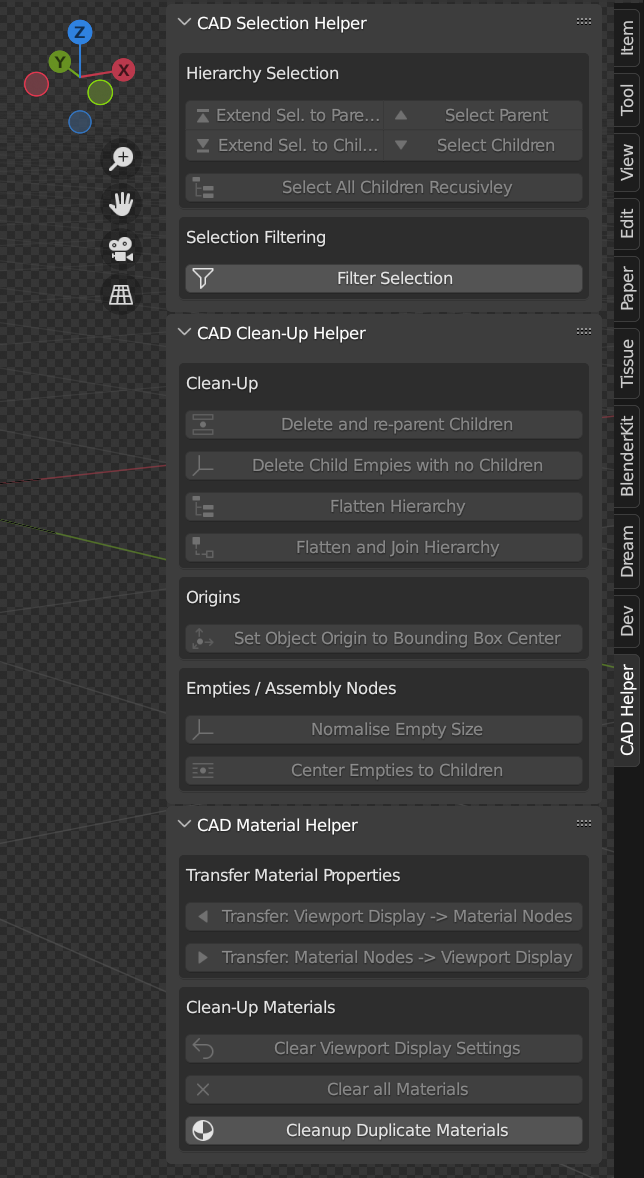 Z
Y
X
CAD Selection Helper
Hierarchy Selection
Extend Sel. to Pare... Select Parent
Extend Sel. to Chil... Select Children
Select All Children Recusivley
Selection Filtering
Filter Selection
CAD Clean-Up Helper
Clean-Up
Delete and re-parent Children
Delete Child Empies with no Children
Flatten Hierarchy
Flatten and Join Hierarchy
Origins
Set Object Origin to Bounding Box Center
Empties / Assembly Nodes
Normalise Empty Size
Center Empties to Children
CAD Material Helper
Transfer Material Properties
Transfer: Viewport Display -> Material Nodes
Transfer: Material Nodes -> Viewport Display
Clean-Up Materials
Clear Viewport Display Settings
Clear all Materials
Cleanup Duplicate Materials
Item
Tool
View
Edit
Paper
Tissue
BlenderKit
Dream
Dev
CAD Helper